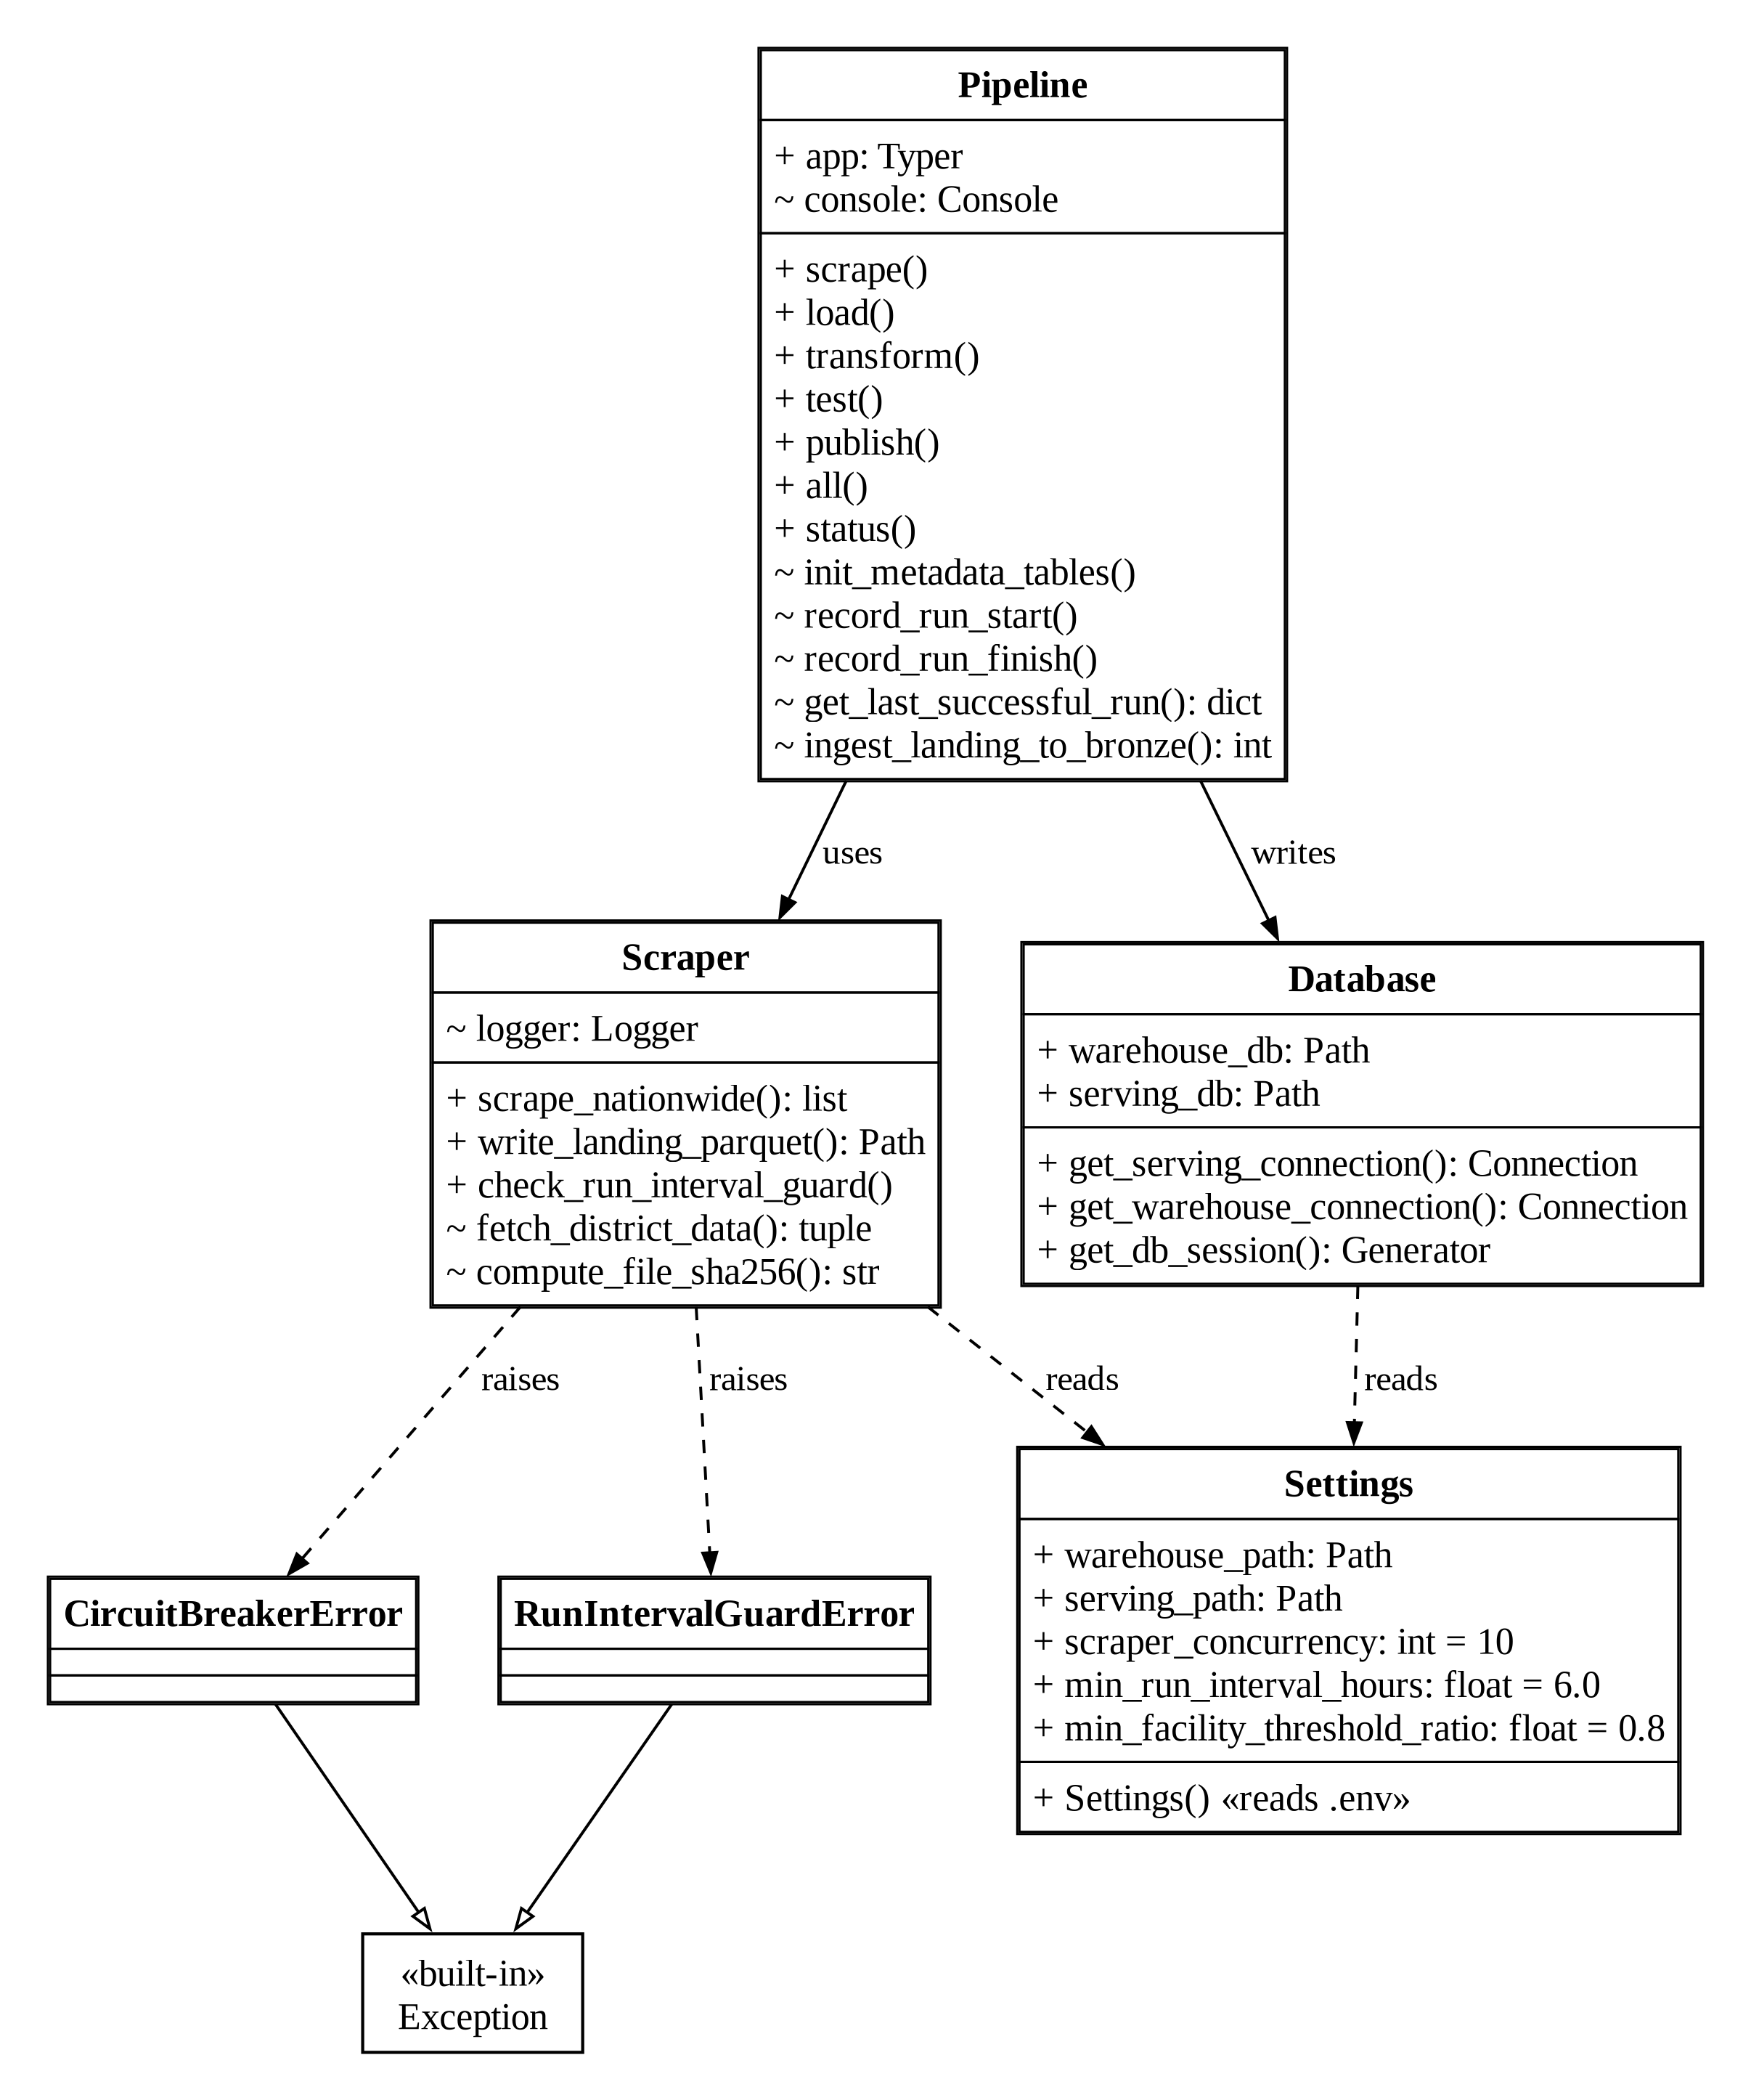 Pipeline
+ app: Typer
~ console: Console
+ scrape()
+ load()
+ transform()
+ test()
+ publish()
+ all()
+ status()
~ init_metadata_tables()
~ record_run_start()
~ record_run_finish()
~ get_last_successful_run(): dict
~ ingest_landing_to_bronze(): int
uses
writes
Scraper
~ logger: Logger
+ scrape_nationwide(): list
+ write_landing_parquet(): Path
+ check_run_interval_guard()
~ fetch_district_data(): tuple
~ compute_file_sha256(): str
Database
+ warehouse_db: Path
+ serving_db: Path
+ get_serving_connection(): Connection
+ get_warehouse_connection(): Connection
+ get_db_session(): Generator
raises
raises
reads
reads
CircuitBreakerError
RunIntervalGuardError
Settings
+ warehouse_path: Path
+ serving_path: Path
+ scraper_concurrency: int = 10
+ min_run_interval_hours: float = 6.0
+ min_facility_threshold_ratio: float = 0.8
+ Settings() «reads .env»
«built-in»
Exception